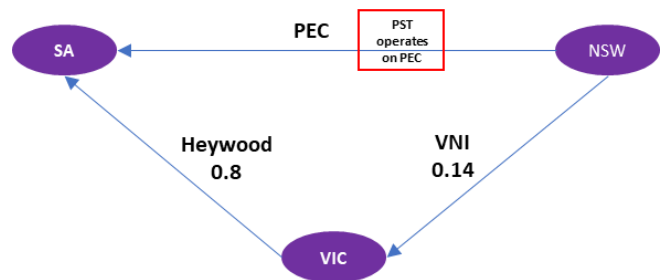 PEC
PST
operates
on PEC
SA
NSW
Heywood
0.8
VNI
0.14
VIC